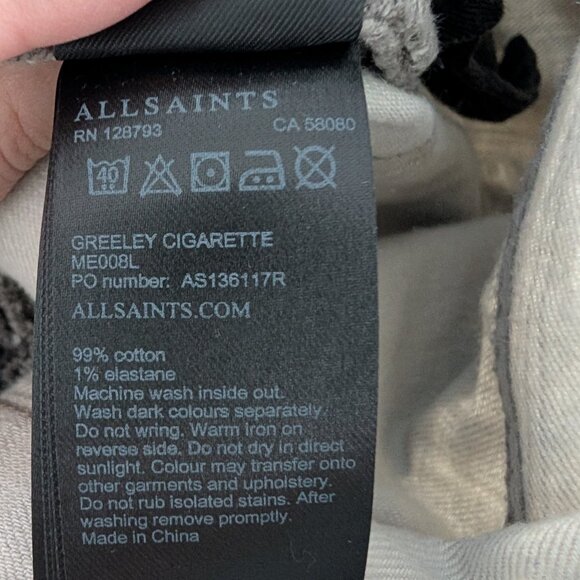 ALLSAINTS
RN 128793 CA 58080
40
GREELEY CIGARETTE
ME008L
PO number: AS136117R
ALLSAINTS.COM
99% cotton
1% elastane
Machine wash inside out.
Wash dark colours separately.
Do not wring. Warm iron on
reverse side. Do not dry in direct
sunlight. Colour may transfer onto
other garments and upholstery.
Do not rub isolated stains. After
washing remove promptly.
Made in China